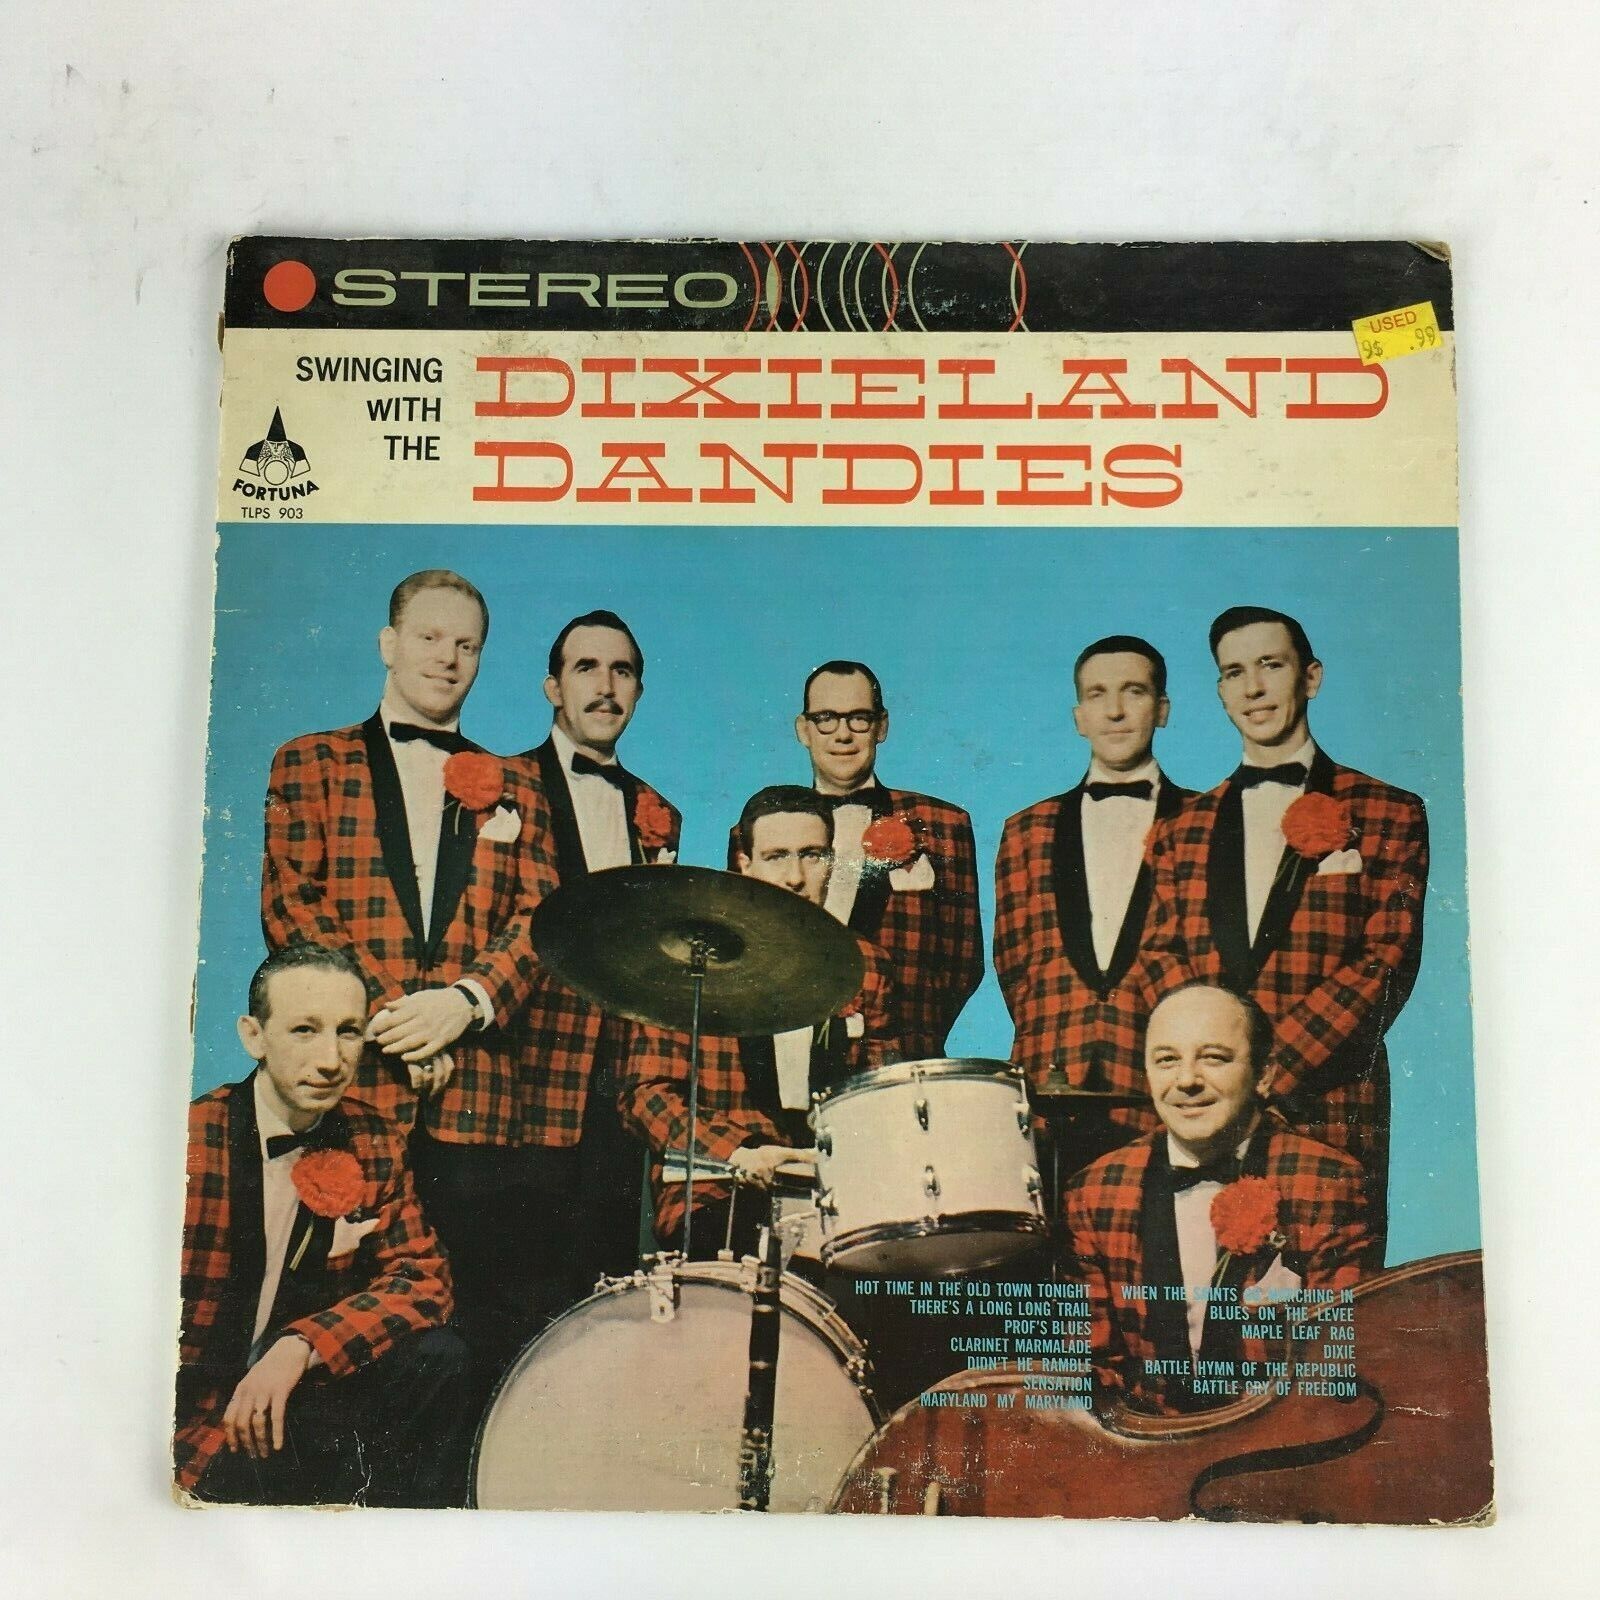 STEREO
USED
9$ .99
SWINGING
WITH
THE
DIXIELAND
DANDIES
FORTUNA
TLPS 903
HOT TIME IN THE OLD TOWN TONIGHT
THERE'S A LONG LONG TRAIL
PROF'S BLUES
CLARINET MARMALADE
DIDN'T HE RAMBLE
SENSATION
MARYLAND MY MARYLAND
WHEN THE SAINTS GO MARCHING IN
BLUES ON THE LEVEE
MAPLE LEAF RAG
DIXIE
BATTLE HYMN OF THE REPUBLIC
BATTLE CRY OF FREEDOM